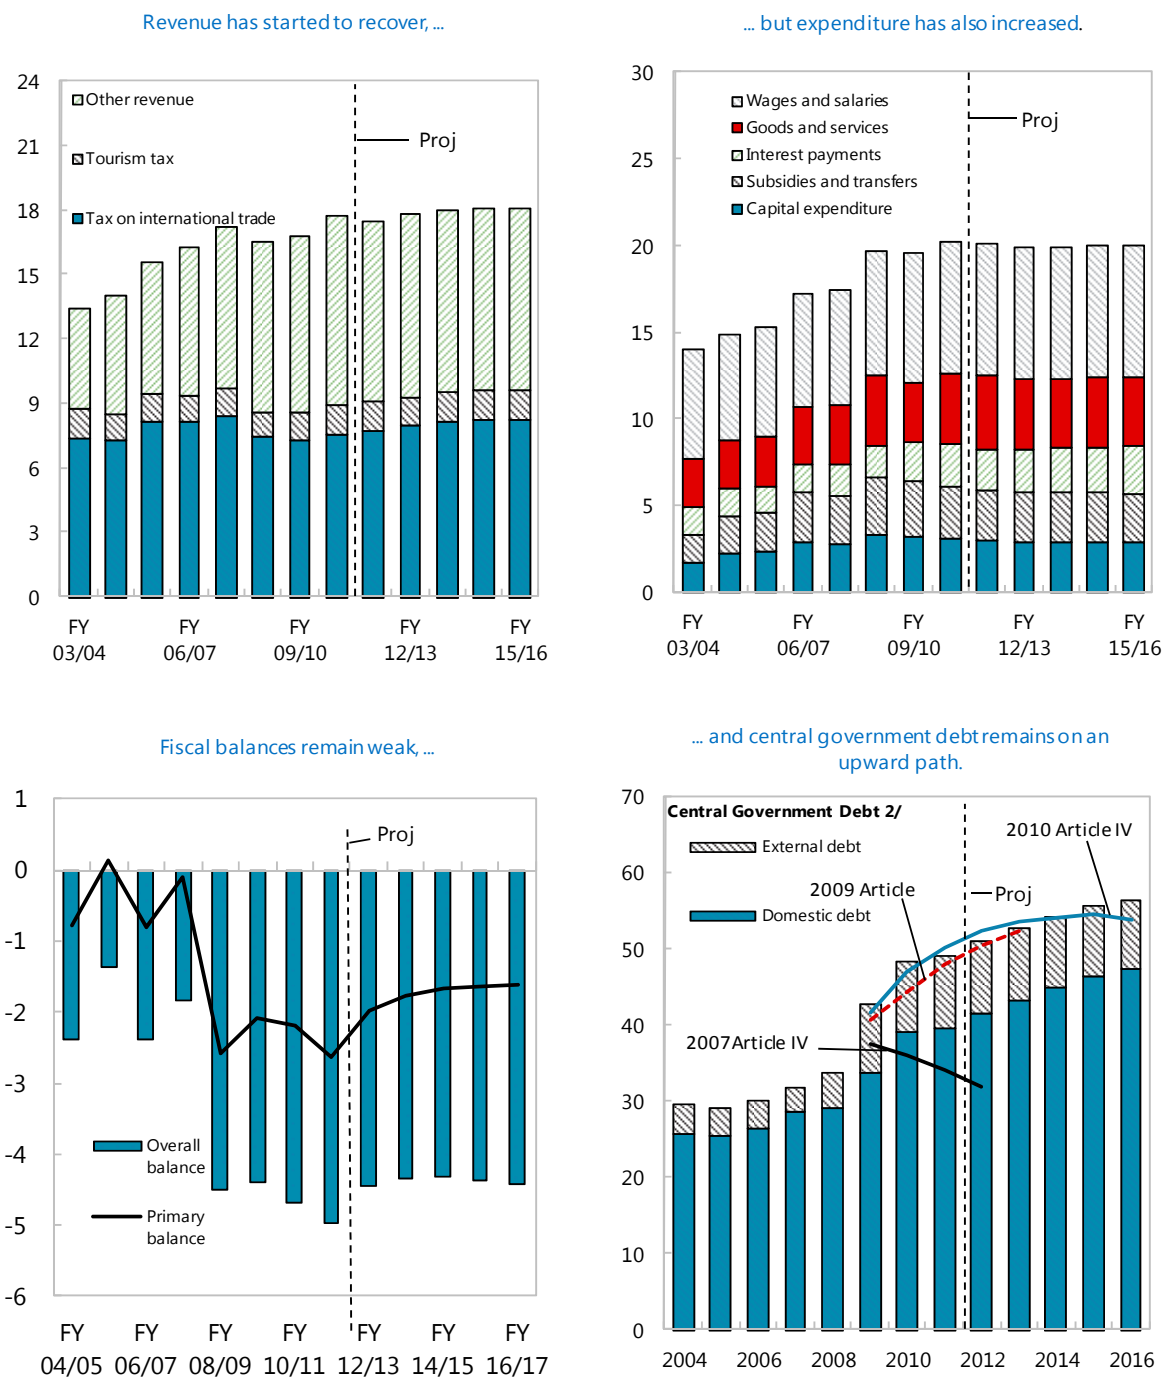 Revenue has started to recover, ...
24
21
18
15
12
9
6
3
0
Other revenue
Tourism tax
Tax on international trade
Proj
FY FY FY FY FY
03/04 06/07 09/10 12/13 15/16
... but expenditure has also increased.
30
25
20
15
10
5
0
Wages and salaries
Goods and services
Interest payments
Subsidies and transfers
Capital expenditure
Proj
FY FY FY FY FY
03/04 06/07 09/10 12/13 15/16
Fiscal balances remain weak, ...
1
0
-1
-2
-3
-4
-5
-6
Proj
Overall
balance
Primary
balance
FY FY FY FY FY FY FY
04/05 06/07 08/09 10/11 12/13 14/15 16/17
... and central government debt remains on an
upward path.
70
60
50
40
30
20
10
0
Central Government Debt 2/
External debt
Domestic debt
2010 Article IV
2009 Article
Proj
2007Article IV
2004 2006 2008 2010 2012 2014 2016